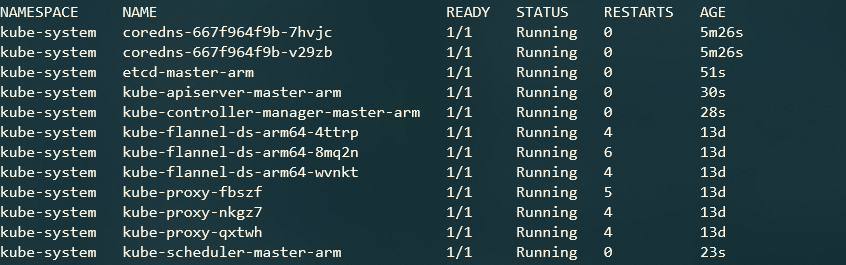 NAMESPACE NAME READY STATUS RESTARTS AGE
kube-system coredns-667f964f9b-7hvjc 1/1 Running 0 5m26s
kube-system coredns-667f964f9b-v29zb 1/1 Running 0 5m26s
kube-system etcd-master-arm 1/1 Running 0 51s
kube-system kube-apiserver-master-arm 1/1 Running 0 30s
kube-system kube-controller-manager-master-arm 1/1 Running 0 28s
kube-system kube-flannel-ds-arm64-4ttrp 1/1 Running 4 13d
kube-system kube-flannel-ds-arm64-8mq2n 1/1 Running 6 13d
kube-system kube-flannel-ds-arm64-wvnkt 1/1 Running 4 13d
kube-system kube-proxy-fbszf 1/1 Running 5 13d
kube-system kube-proxy-nkgz7 1/1 Running 4 13d
kube-system kube-proxy-qxtwh 1/1 Running 4 13d
kube-system kube-scheduler-master-arm 1/1 Running 0 23s